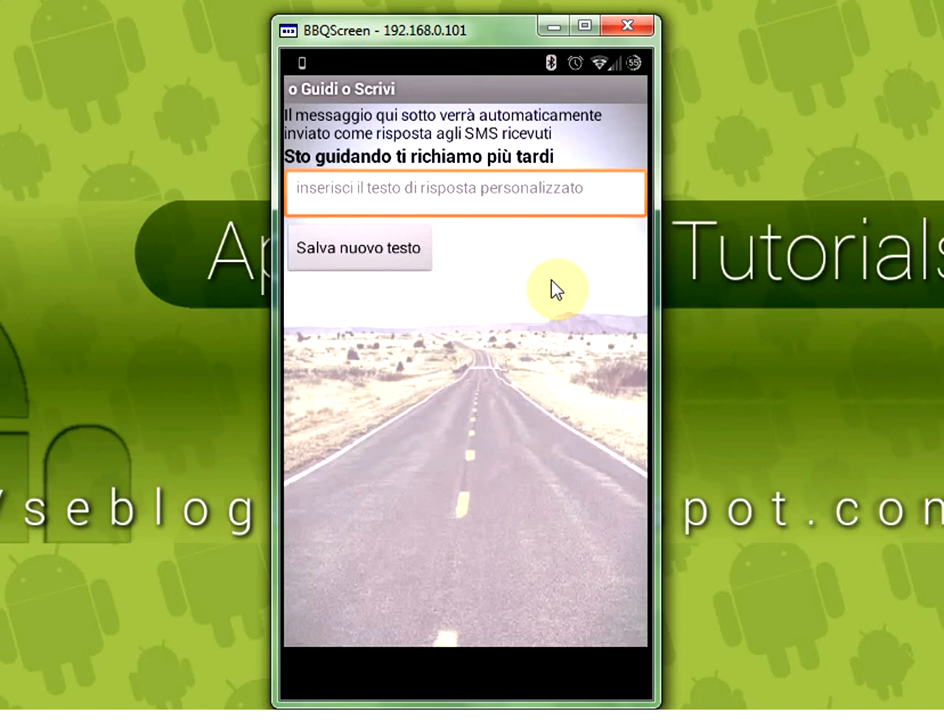 BBQScreen - 192.168.0.101
55
o Guidi o Scrivi
Il messaggio qui sotto verrà automaticamente
inviato come risposta agli SMS ricevuti
Sto guidando ti richiamo più tardi
inserisci il testo di risposta personalizzato
Salva nuovo testo
Tutorials
/seblog
pot.com